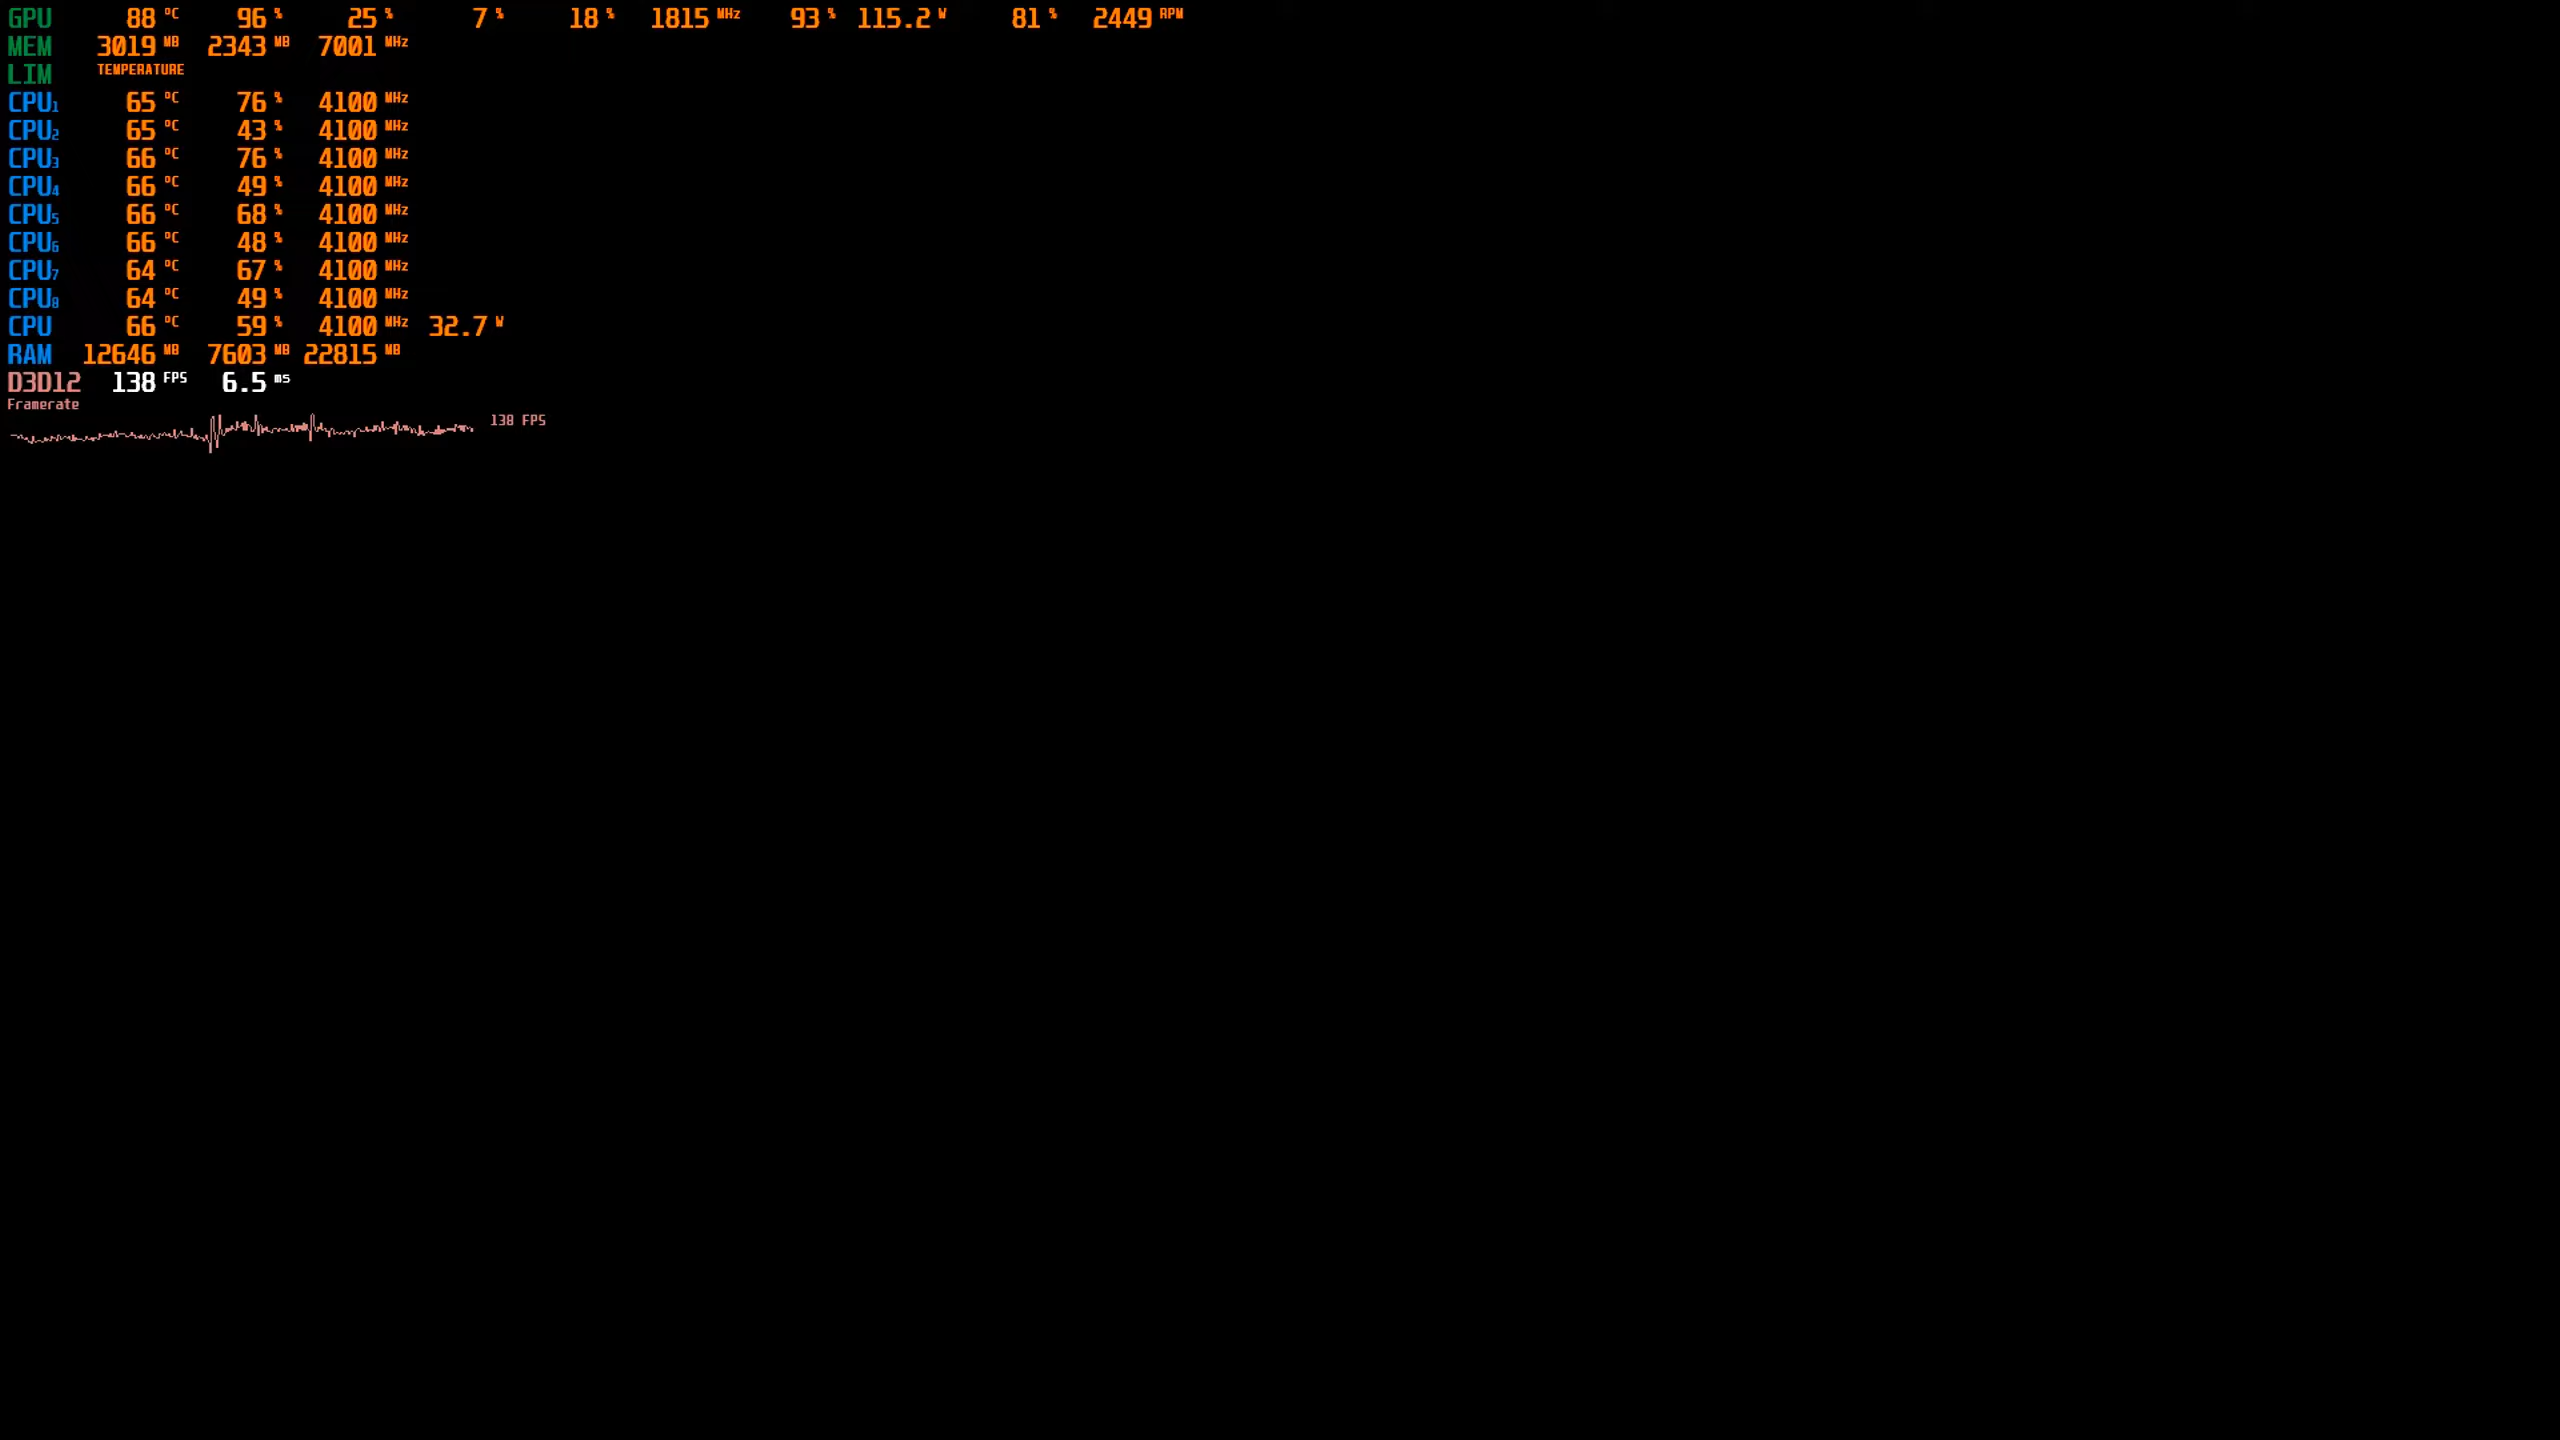 GPU 88 °C 96 % 25 % 7 % 18 % 1815 MHz 93 % 115.2 W 81 % 2449 RPM
MEM 3019 MB 2343 MB 7001 MHz
LIM TEMPERATURE
CPU1 65 °C 76 % 4100 MHz
CPU2 65 °C 43 % 4100 MHz
CPU3 66 °C 76 % 4100 MHz
CPU4 66 °C 49 % 4100 MHz
CPU5 66 °C 68 % 4100 MHz
CPU6 66 °C 48 % 4100 MHz
CPU7 64 °C 67 % 4100 MHz
CPU8 64 °C 49 % 4100 MHz
CPU 66 °C 59 % 4100 MHz 32.7 W
RAM 12646 MB 7603 MB 22815 MB
D3D12 138 FPS 6.5 ms
Framerate
138 FPS